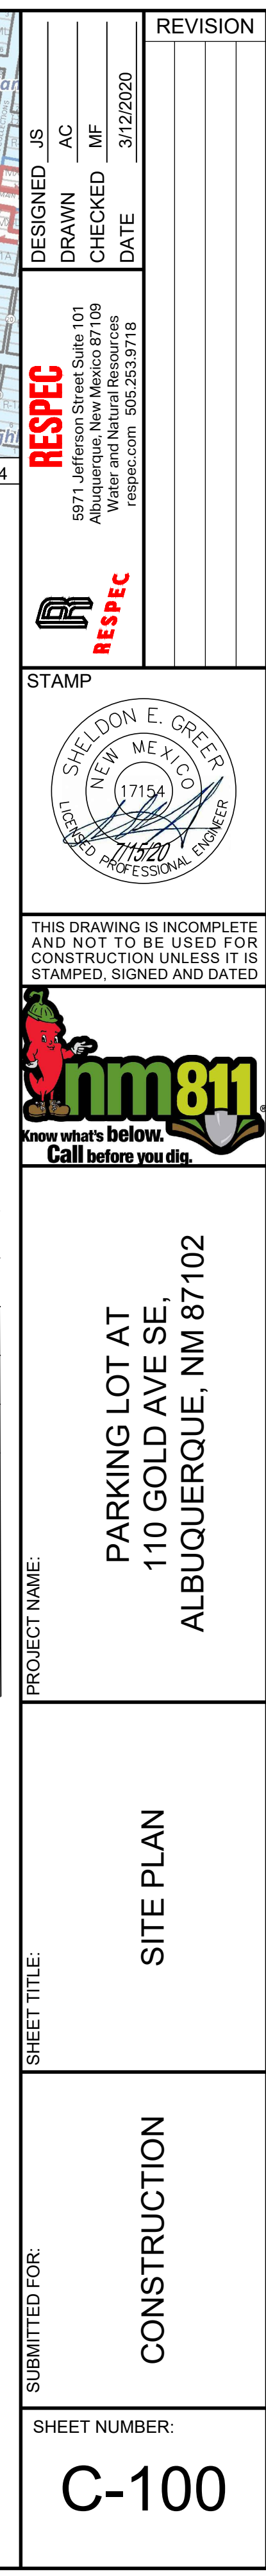 REVISION
DESIGNED JS
DRAWN AC
CHECKED MF
DATE 3/12/2020
RESPEC
5971 Jefferson Street Suite 101
Albuquerque, New Mexico 87109
Water and Natural Resources
respec.com 505.253.9718
RESPEC
STAMP
SHELDON E. GREER
NEW MEXICO
17154
7/15/20
LICENSED PROFESSIONAL ENGINEER
THIS DRAWING IS INCOMPLETE
AND NOT TO BE USED FOR
CONSTRUCTION UNLESS IT IS
STAMPED, SIGNED AND DATED
nm811®
Know what's below.
Call before you dig.
PROJECT NAME:
PARKING LOT AT
110 GOLD AVE SE,
ALBUQUERQUE, NM 87102
SHEET TITLE:
SITE PLAN
SUBMITTED FOR:
CONSTRUCTION
SHEET NUMBER:
C-100
4